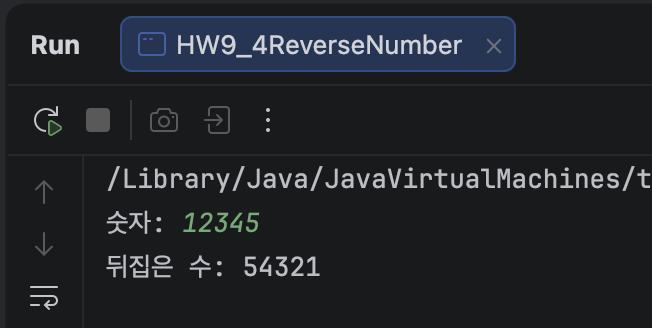 Run HW9_4ReverseNumber
/Library/Java/JavaVirtualMachines/t
숫자: 12345
뒤집은 수: 54321